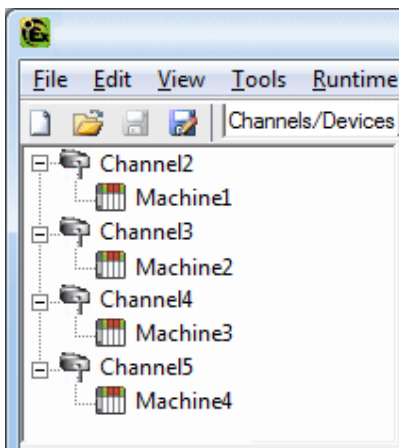 File Edit View Tools Runtime
Channels/Devices
Channel2
Machine1
Channel3
Machine2
Channel4
Machine3
Channel5
Machine4